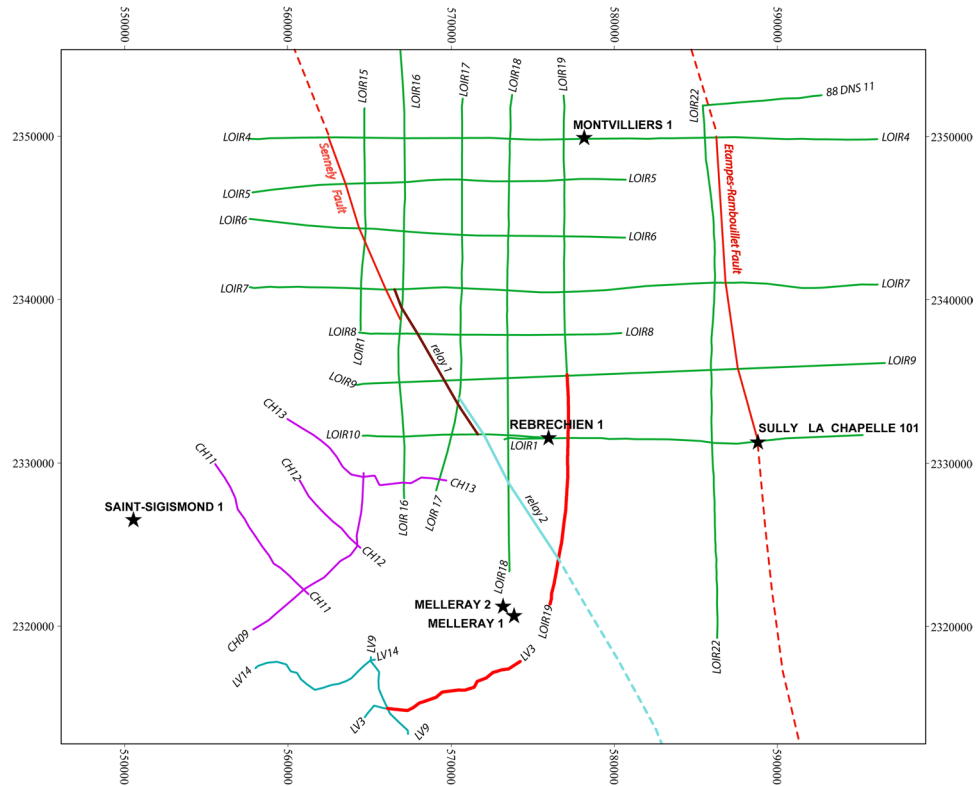 550000
560000
570000
580000
590000
LOIR15
LOIR16
LOIR17
LOIR18
LOIR19
LOIR22
88 DNS 11
MONTVILLIERS 1
2350000
LOIR4
LOIR4
2350000
Sennely Fault
Etampes-Rambouillet Fault
LOIR5
LOIR5
LOIR6
LOIR6
LOIR7
LOIR7
2340000
2340000
LOIR8
LOIR8
LOIR1
relay 1
LOIR9
LOIR9
CH13
REBRECHIEN 1
SULLY LA CHAPELLE 101
LOIR10
LOIR1
CH11
CH12
2330000
2330000
CH13
LOIR 16
LOIR 17
relay 2
SAINT-SIGISMOND 1
CH12
LOIR18
CH11
MELLERAY 2
MELLERAY 1
LOIR19
2320000
2320000
CH09
LV9
LV14
LV3
LOIR22
LV14
LV3
LV9
550000
560000
570000
580000
590000